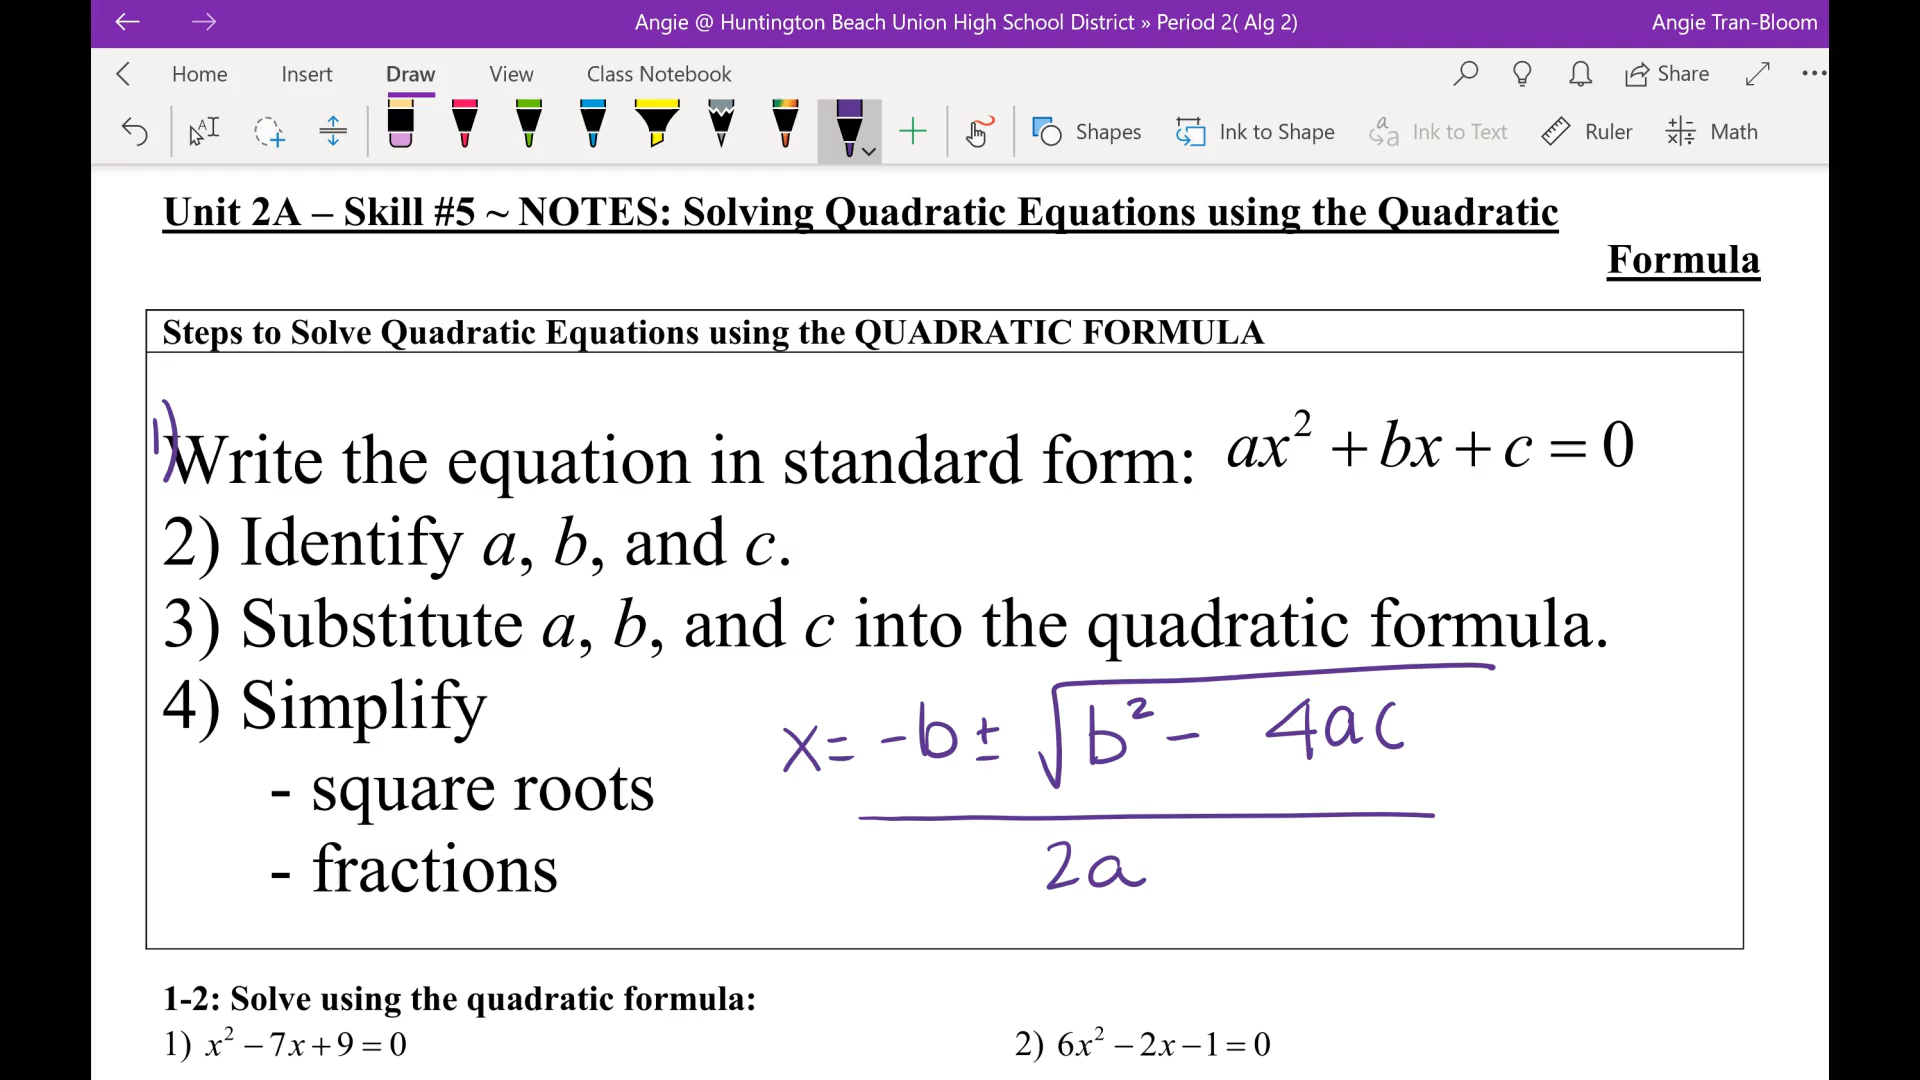 Angie @ Huntington Beach Union High School District » Period 2( Alg 2)
Angie Tran-Bloom
Home Insert Draw View Class Notebook Share
Shapes Ink to Shape Ink to Text Ruler Math
Unit 2A – Skill #5 ~ NOTES: Solving Quadratic Equations using the Quadratic
Formula
Steps to Solve Quadratic Equations using the QUADRATIC FORMULA
1) Write the equation in standard form: ax² + bx + c = 0
2) Identify a, b, and c.
3) Substitute a, b, and c into the quadratic formula.
4) Simplify
- square roots
- fractions
x = -b ± √b² - 4ac
2a
1-2: Solve using the quadratic formula:
1) x² − 7x + 9 = 0
2) 6x² − 2x − 1 = 0